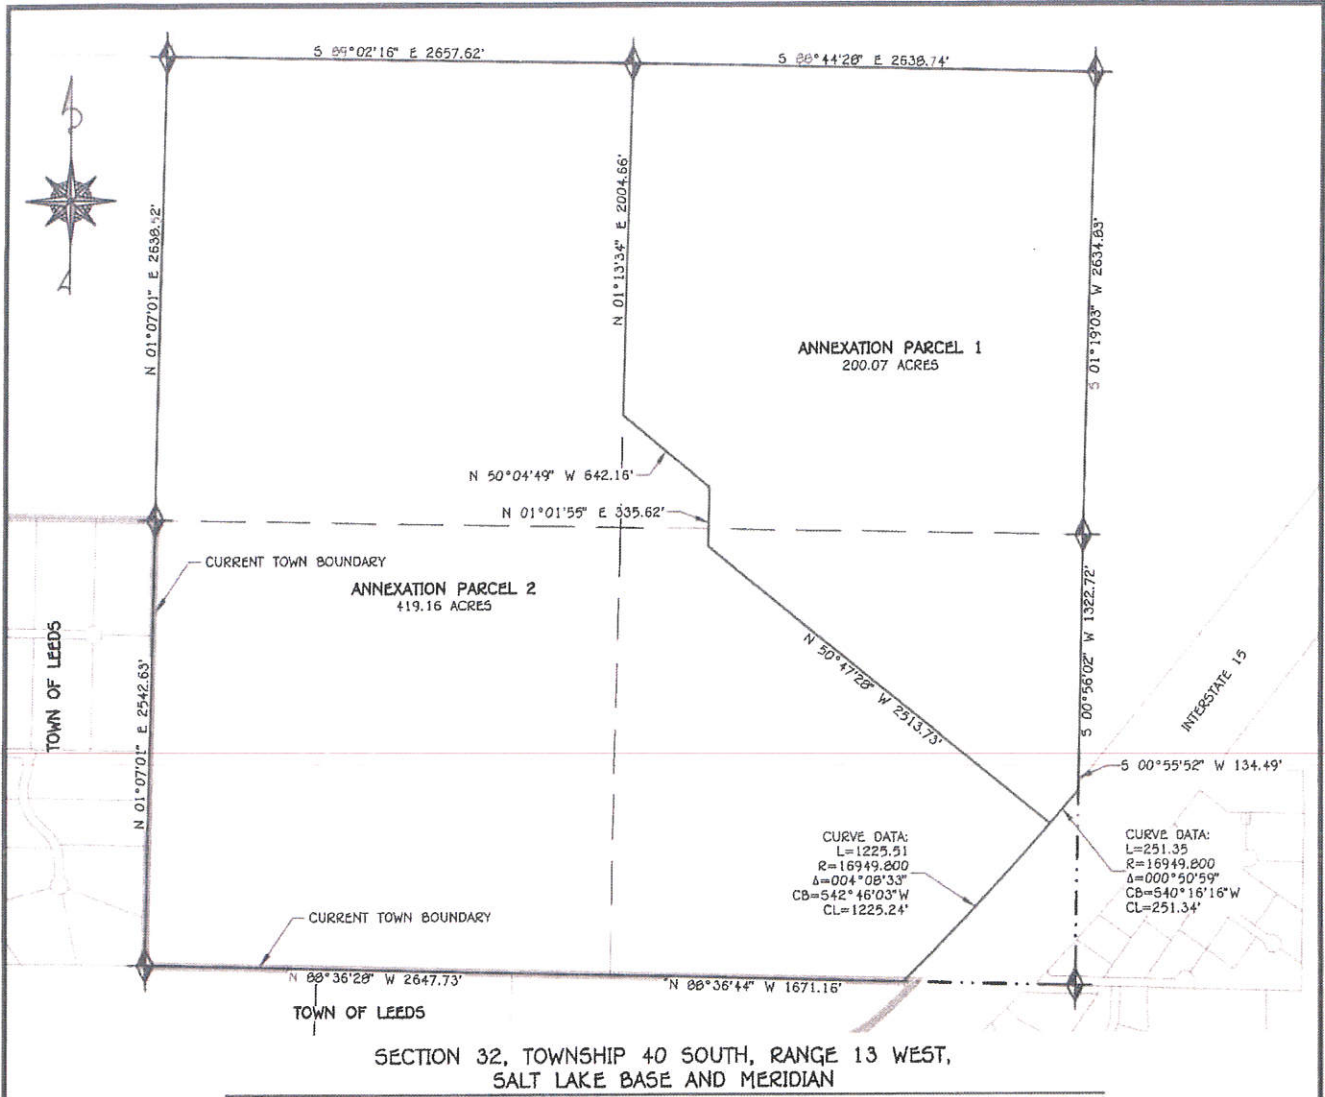 S 89°02'16" E 2657.62'
S 88°44'28" E 2638.74'
N 01°07'01" E 2638.52'
N 01°13'34" E 2004.66'
S 01°19'03" W 2634.83'
ANNEXATION PARCEL 1
200.07 ACRES
N 50°04'49" W 642.16'
N 01°01'55" E 335.62'
CURRENT TOWN BOUNDARY
ANNEXATION PARCEL 2
419.16 ACRES
TOWN OF LEEDS
N 01°07'01" E 2542.63'
N 50°47'28" W 2513.73'
S 00°56'02" W 1322.72'
INTERSTATE 15
S 00°55'52" W 134.49'
CURVE DATA:
L=1225.51
R=16949.800
Δ=004°08'33"
CB=S42°46'03"W
CL=1225.24'
CURVE DATA:
L=251.35
R=16949.800
Δ=000°50'59"
CB=S40°16'16"W
CL=251.34'
CURRENT TOWN BOUNDARY
N 88°36'28" W 2647.73'
N 88°36'44" W 1671.16'
TOWN OF LEEDS
SECTION 32, TOWNSHIP 40 SOUTH, RANGE 13 WEST,
SALT LAKE BASE AND MERIDIAN